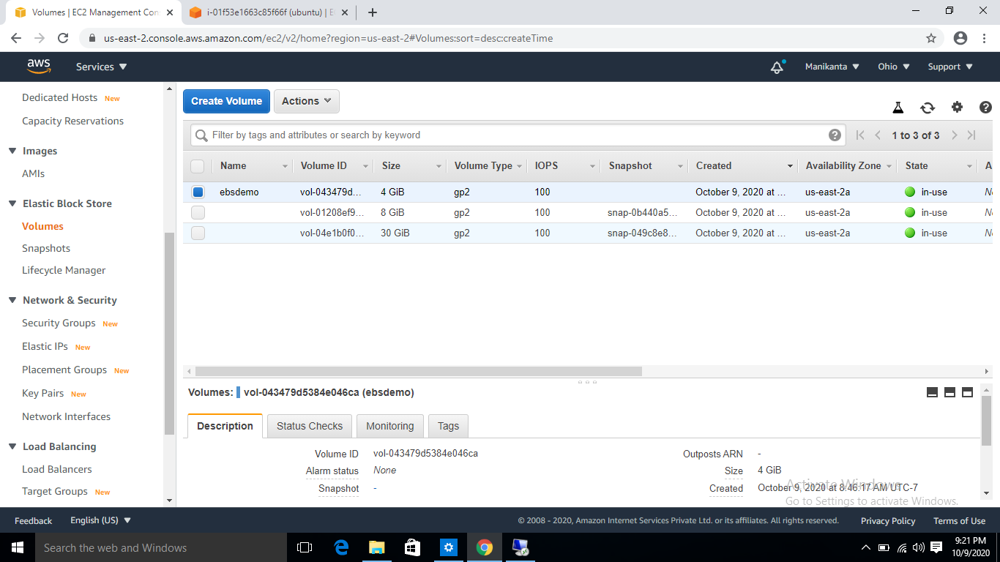 Volumes | EC2 Management Con
i-01f53e1663c85f66f (ubuntu) | E
us-east-2.console.aws.amazon.com/ec2/v2/home?region=us-east-2#Volumes:sort=desc:createTime
aws Services Manikanta Ohio Support
Dedicated Hosts New
Capacity Reservations
Images
AMIs
Elastic Block Store
Volumes
Snapshots
Lifecycle Manager
Network & Security
Security Groups New
Elastic IPs New
Placement Groups New
Key Pairs New
Network Interfaces
Load Balancing
Load Balancers
Target Groups New
Create Volume Actions
Filter by tags and attributes or search by keyword
1 to 3 of 3
Name Volume ID Size Volume Type IOPS Snapshot Created Availability Zone State A
ebsdemo vol-043479d... 4 GiB gp2 100 October 9, 2020 at ... us-east-2a in-use N
vol-01208ef9... 8 GiB gp2 100 snap-0b440a5... October 9, 2020 at ... us-east-2a in-use N
vol-04e1b0f0... 30 GiB gp2 100 snap-049c8e8... October 9, 2020 at ... us-east-2a in-use N
Volumes: vol-043479d5384e046ca (ebsdemo)
Description Status Checks Monitoring Tags
Volume ID vol-043479d5384e046ca Outposts ARN -
Alarm status None Size 4 GiB
Snapshot - Created October 9, 2020 at 8:46:17 AM UTC-7
Activate Windows
Go to Settings to activate Windows.
Feedback English (US) © 2008 - 2020, Amazon Internet Services Private Ltd. or its affiliates. All rights reserved. Privacy Policy Terms of Use
Search the web and Windows
9:21 PM
10/9/2020